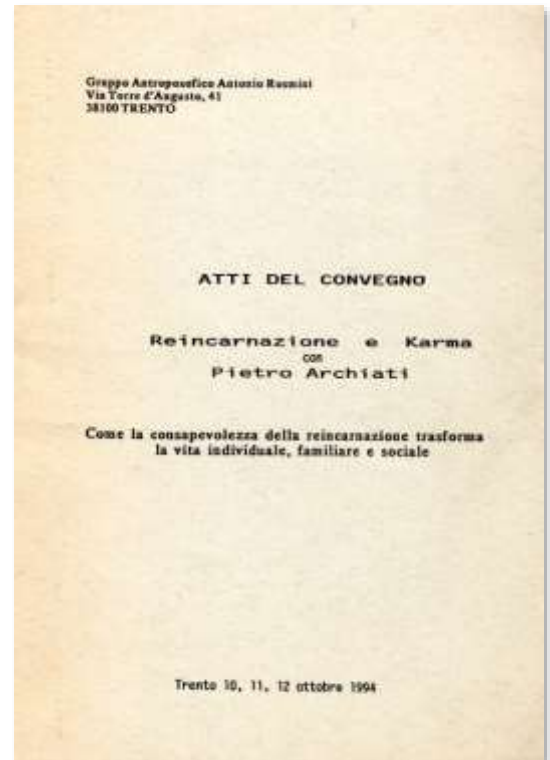 Gruppo Antroposofico Antonio Rosmini
Via Torre d'Augusto, 41
38100 TRENTO
ATTI DEL CONVEGNO
Reincarnazione e Karma
con
Pietro Archiati
Come la consapevolezza della reincarnazione trasforma
la vita individuale, familiare e sociale
Trento 10, 11, 12 ottobre 1994